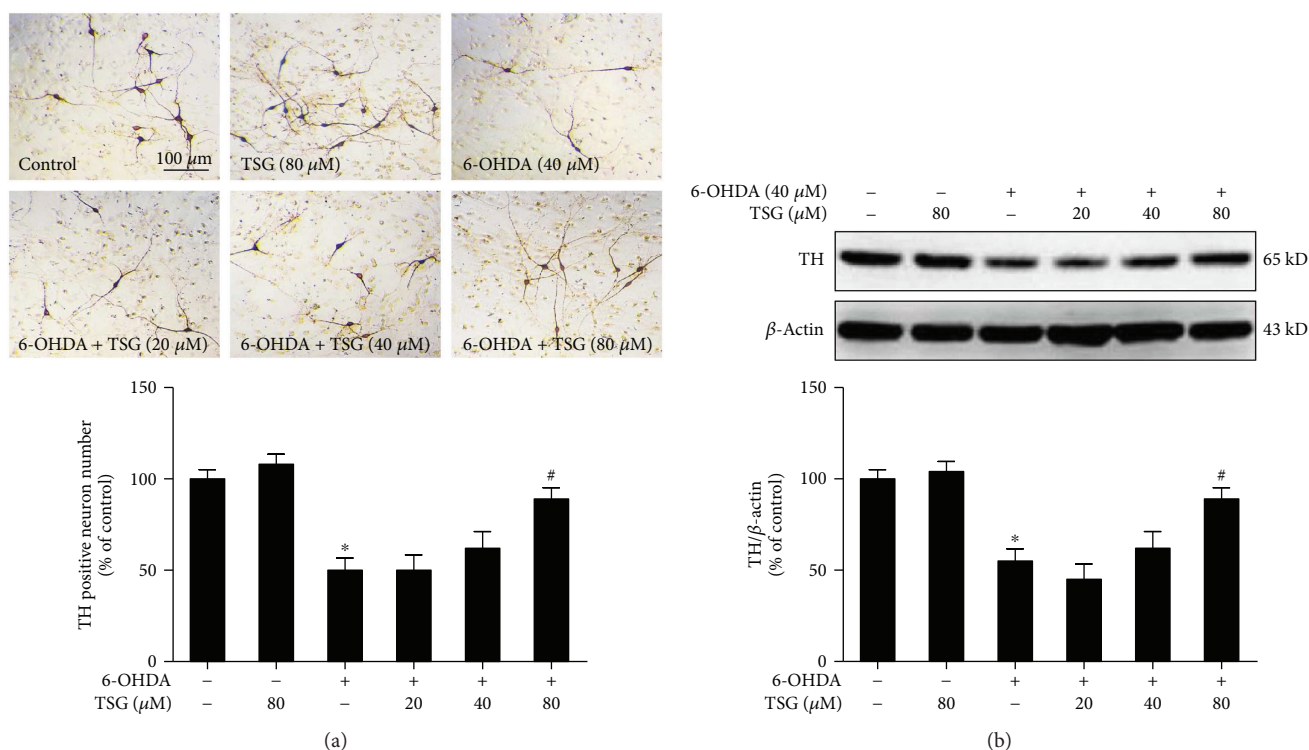 Control
100 μm
TSG (80 μM)
6-OHDA (40 μM)
6-OHDA + TSG (20 μM)
6-OHDA + TSG (40 μM)
6-OHDA + TSG (80 μM)
150
100
50
0
TH positive neuron number
(% of control)
*
#
6-OHDA – – + + + +
TSG (μM) – 80 – 20 40 80
(a)
6-OHDA (40 μM) – – + + + +
TSG (μM) – 80 – 20 40 80
TH 65 kD
β-Actin 43 kD
150
100
50
0
TH/β-actin
(% of control)
*
#
6-OHDA – – + + + +
TSG (μM) – 80 – 20 40 80
(b)